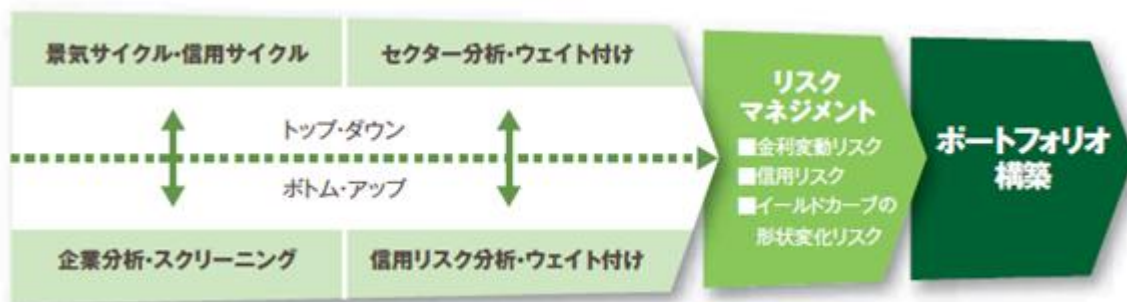 景気サイクル・信用サイクル
セクター分析・ウェイト付け
トップ・ダウン
ボトム・アップ
企業分析・スクリーニング
信用リスク分析・ウェイト付け
リスク
マネジメント
■金利変動リスク
■信用リスク
■イールドカーブの
形状変化リスク
ポートフォリオ
構築